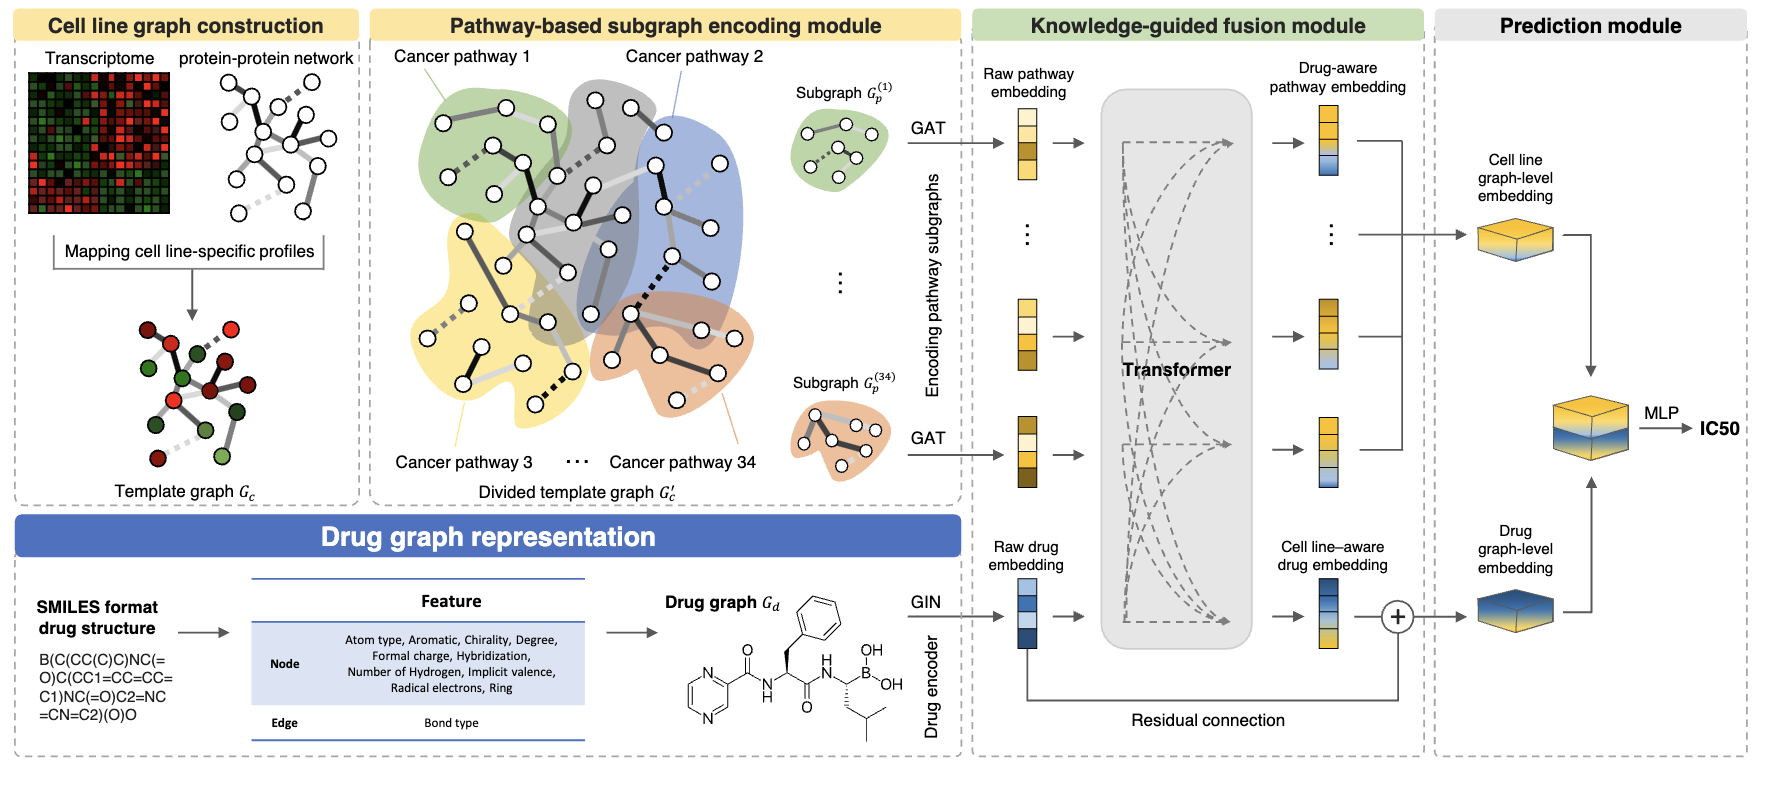 Cell line graph construction
Transcriptome
protein-protein network
Mapping cell line-specific profiles
Template graph G_c
Pathway-based subgraph encoding module
Cancer pathway 1
Cancer pathway 2
Subgraph G_p^(1)
GAT
⋮
Encoding pathway subgraphs
Subgraph G_p^(34)
GAT
Cancer pathway 3
...
Cancer pathway 34
Divided template graph G'_c
Drug graph representation
SMILES format
drug structure
B(C(CC(C)C)NC(=
O)C(CC1=CC=CC=
C1)NC(=O)C2=NC
=CN=C2)(O)O
Feature
Node
Atom type, Aromatic, Chirality, Degree,
Formal charge, Hybridization,
Number of Hydrogen, Implicit valence,
Radical electrons, Ring
Edge
Bond type
Drug graph G_d
N
N
O
N
H
O
H
N
OH
B
OH
GIN
Drug encoder
Knowledge-guided fusion module
Raw pathway
embedding
⋮
Transformer
Drug-aware
pathway embedding
⋮
Raw drug
embedding
Cell line–aware
drug embedding
+
Residual connection
Prediction module
Cell line
graph-level
embedding
MLP
IC50
Drug
graph-level
embedding